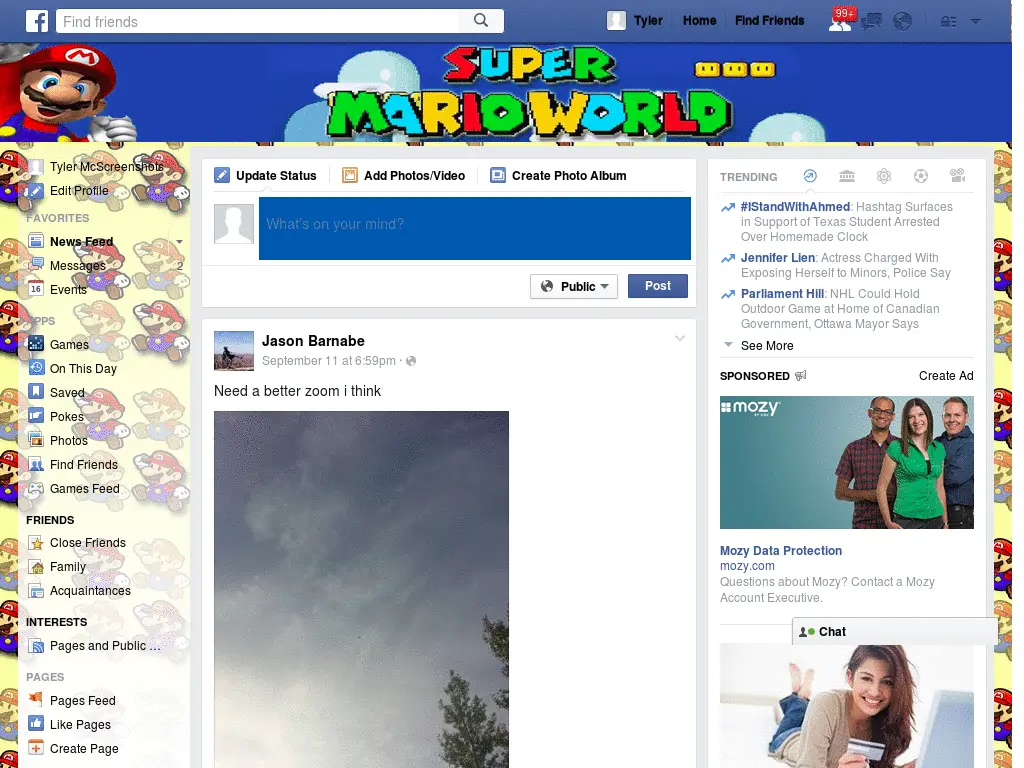 Find friends
Tyler
Home
Find Friends
99+
SUPER
MARIO WORLD
Tyler McScreenshots
Edit Profile
FAVORITES
News Feed
Messages
2
Events
16
APPS
Games
On This Day
Saved
Pokes
Photos
Find Friends
Games Feed
FRIENDS
Close Friends
Family
Acquaintances
INTERESTS
Pages and Public ...
PAGES
Pages Feed
Like Pages
Create Page
Update Status
Add Photos/Video
Create Photo Album
What's on your mind?
Public
Post
Jason Barnabe
September 11 at 6:59pm ·
Need a better zoom i think
TRENDING
#IStandWithAhmed: Hashtag Surfaces
in Support of Texas Student Arrested
Over Homemade Clock
Jennifer Lien: Actress Charged With
Exposing Herself to Minors, Police Say
Parliament Hill: NHL Could Hold
Outdoor Game at Home of Canadian
Government, Ottawa Mayor Says
See More
SPONSORED
Create Ad
mozy
Mozy Data Protection
mozy.com
Questions about Mozy? Contact a Mozy
Account Executive.
Chat